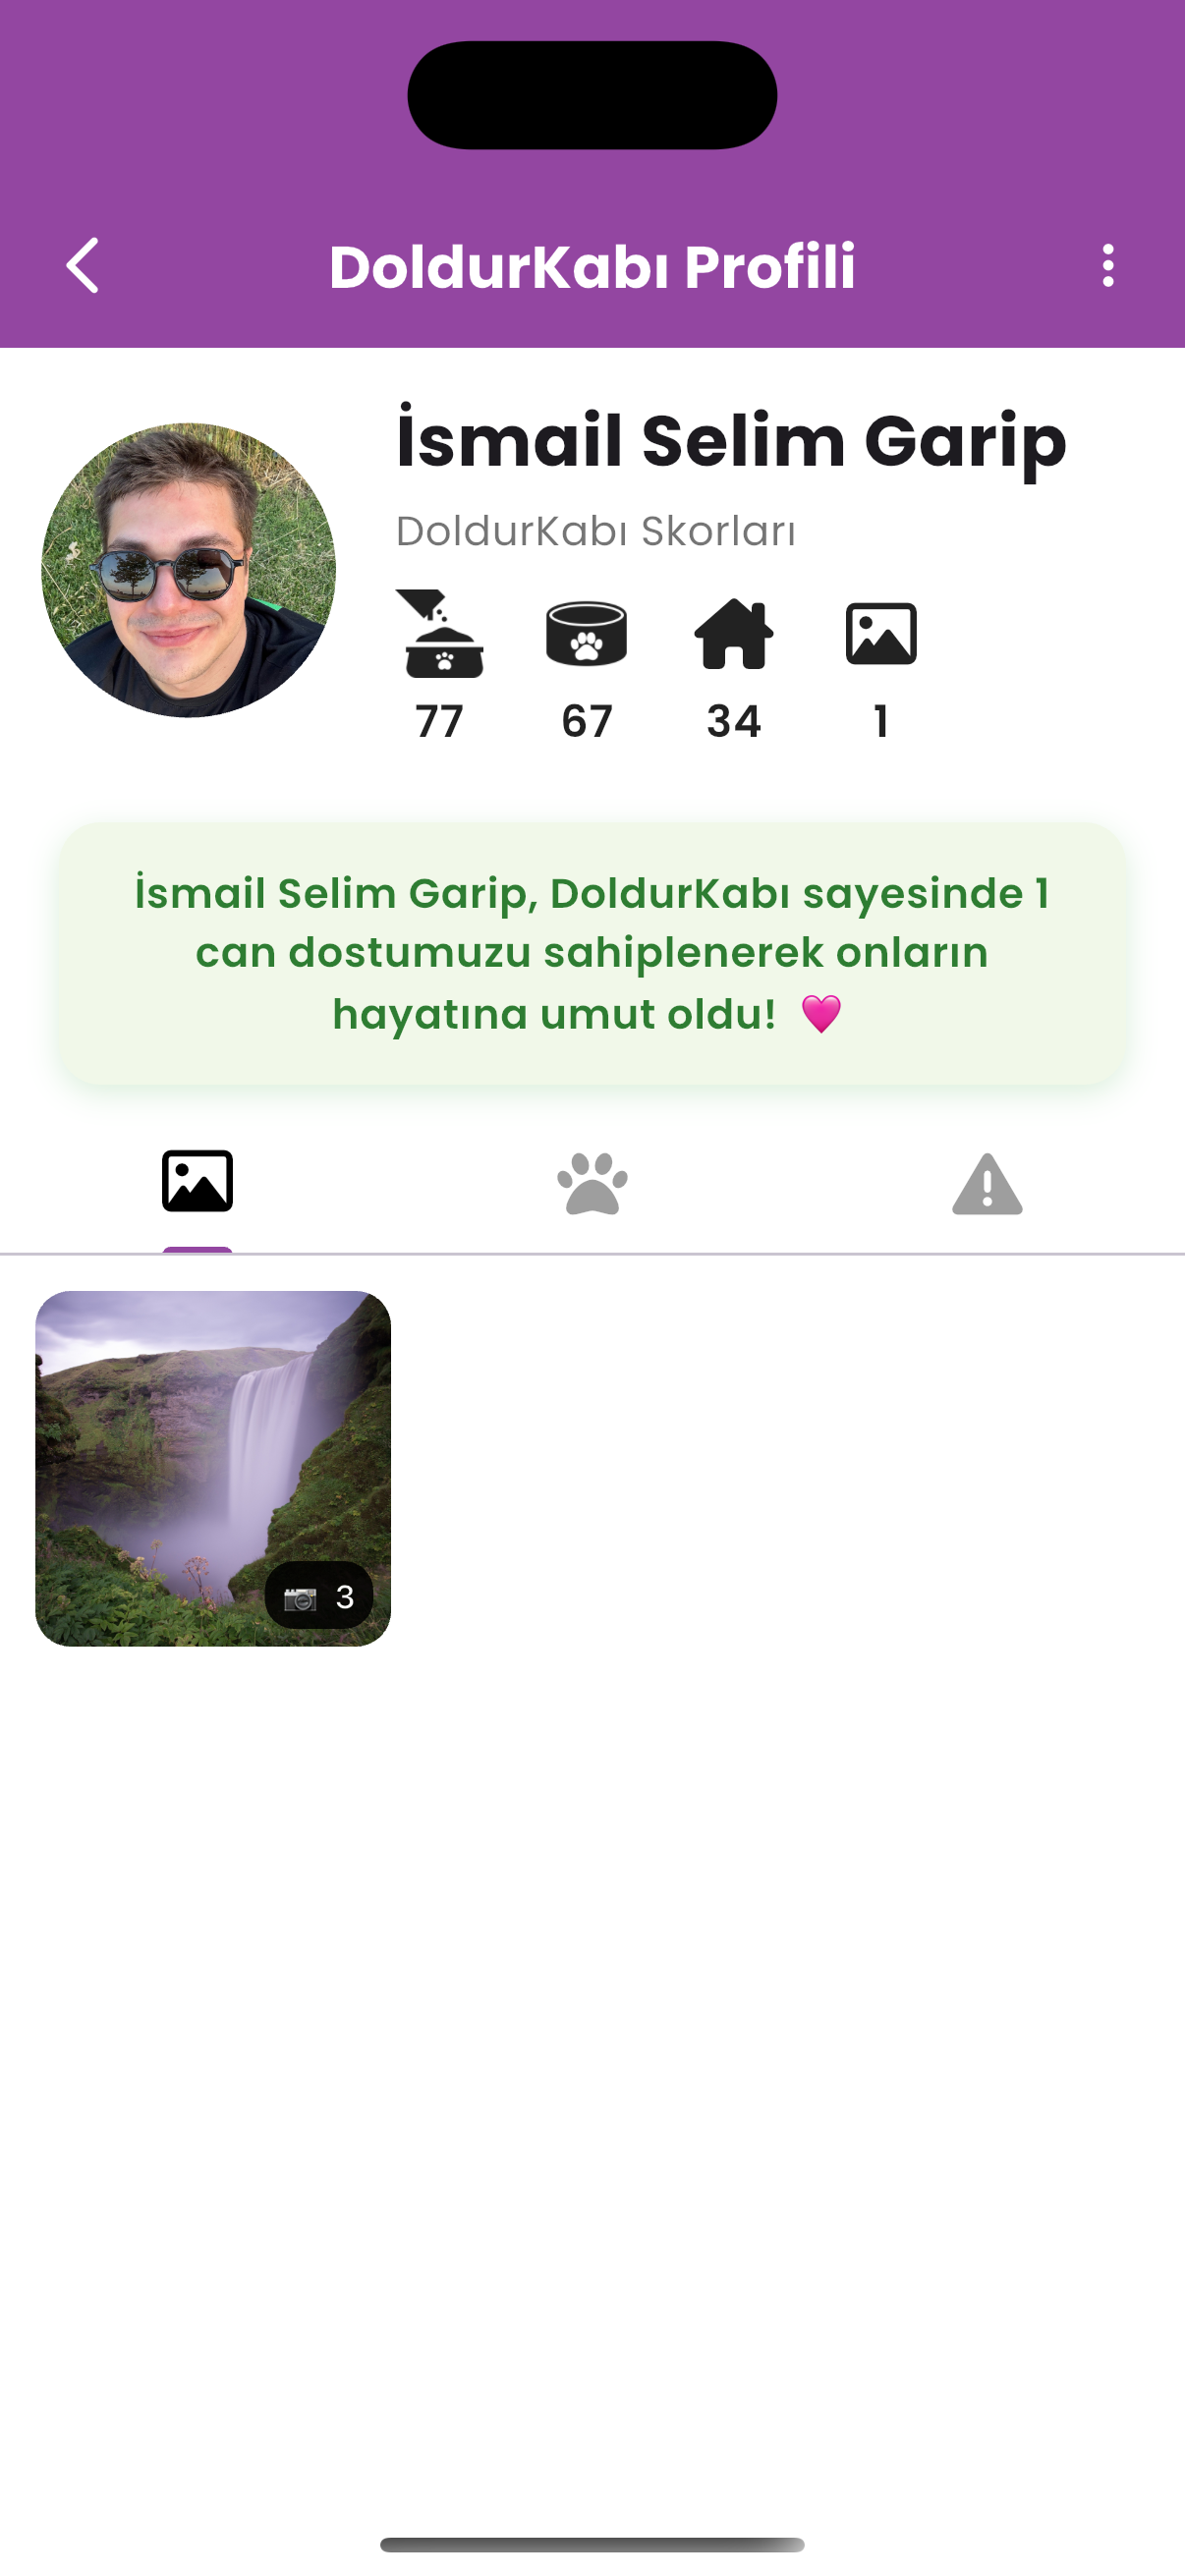 DoldurKabı Profili
İsmail Selim Garip
DoldurKabı Skorları
77 67 34 1
İsmail Selim Garip, DoldurKabı sayesinde 1
can dostumuzu sahiplenerek onların
hayatına umut oldu! 💗
3